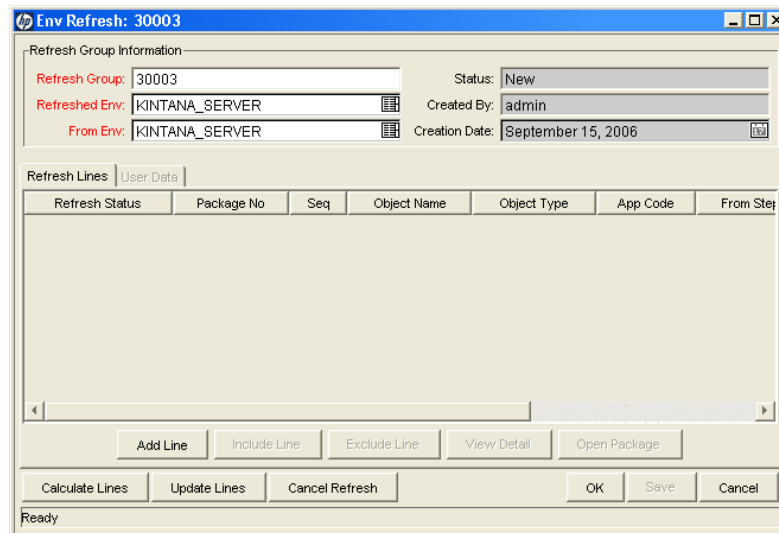 hp Env Refresh: 30003
Refresh Group Information
Refresh Group: 30003 Status: New
Refreshed Env: KINTANA_SERVER Created By: admin
From Env: KINTANA_SERVER Creation Date: September 15, 2006
Refresh Lines User Data
Refresh Status Package No Seq Object Name Object Type App Code From Step
Add Line Include Line Exclude Line View Detail Open Package
Calculate Lines Update Lines Cancel Refresh OK Save Cancel
Ready